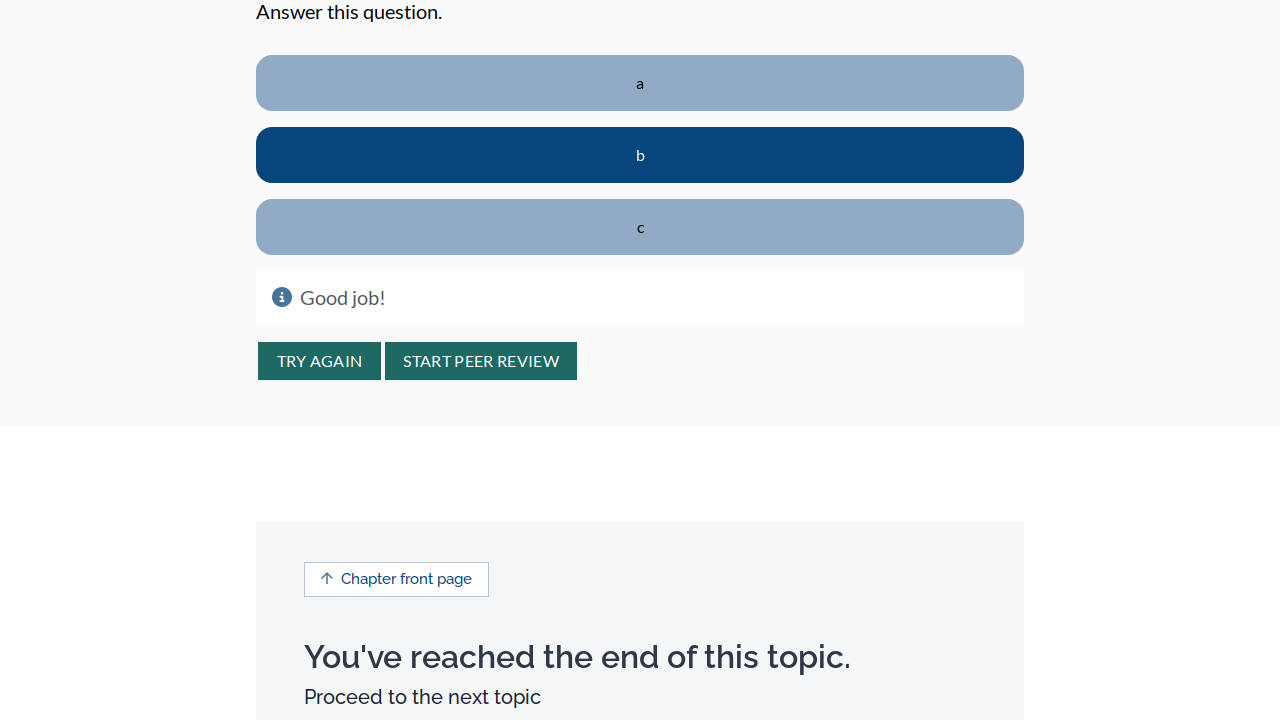 Answer this question.
a
b
c
Good job!
TRY AGAIN START PEER REVIEW
Chapter front page
You've reached the end of this topic.
Proceed to the next topic